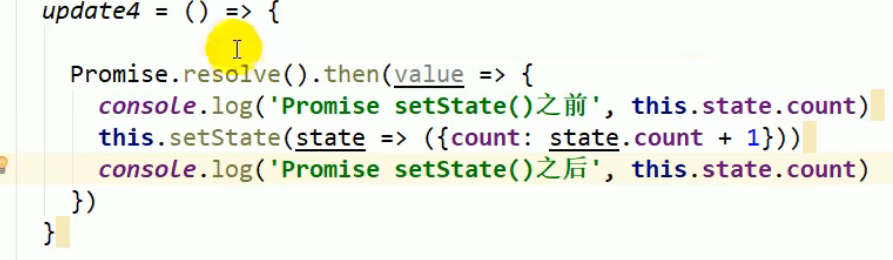 update4 = () => {
Promise.resolve().then(value => {
console.log('Promise setState()之前', this.state.count)
this.setState(state => ({count: state.count + 1}))
console.log('Promise setState()之后', this.state.count)
})
}